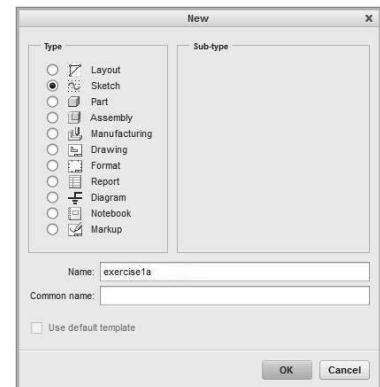 New
x
Type
Layout
Sketch
Part
Assembly
Manufacturing
Drawing
Format
Report
Diagram
Notebook
Markup
Sub-type
Name: exercise1a
Common name:
Use default template
OK Cancel